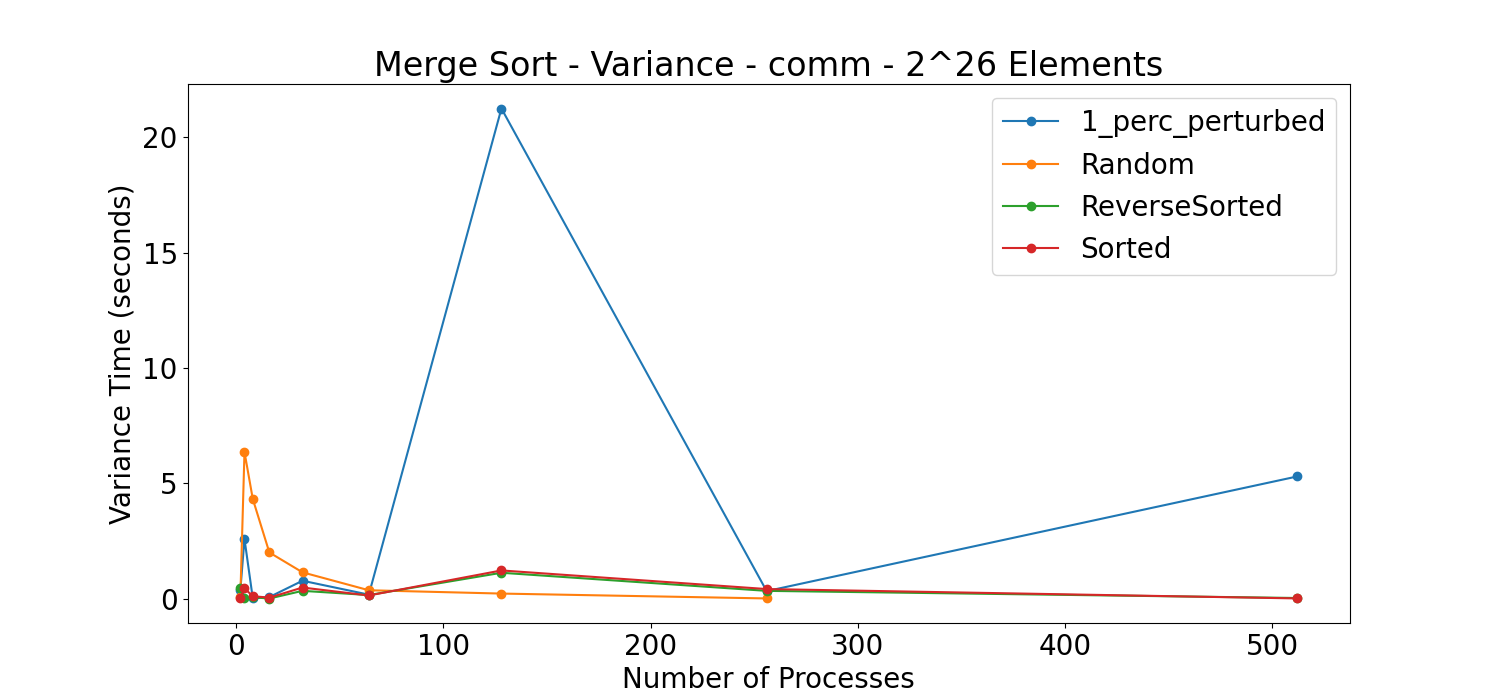 Merge Sort - Variance - comm - 2^26 Elements
Variance Time (seconds)
20
15
10
5
0
1_perc_perturbed
Random
ReverseSorted
Sorted
0 100 200 300 400 500
Number of Processes